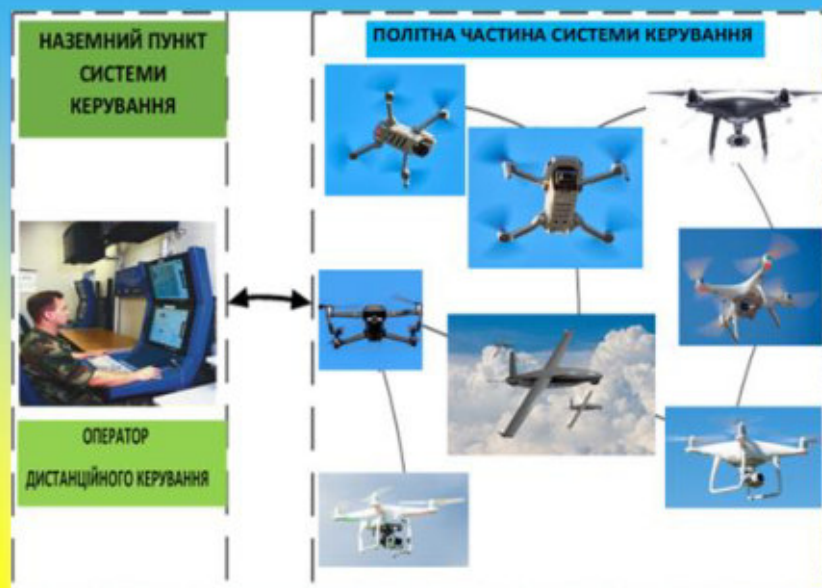 НАЗЕМНИЙ ПУНКТ
СИСТЕМИ
КЕРУВАННЯ
ПОЛІТНА ЧАСТИНА СИСТЕМИ КЕРУВАННЯ
ОПЕРАТОР
ДИСТАНЦІЙНОГО КЕРУВАННЯ